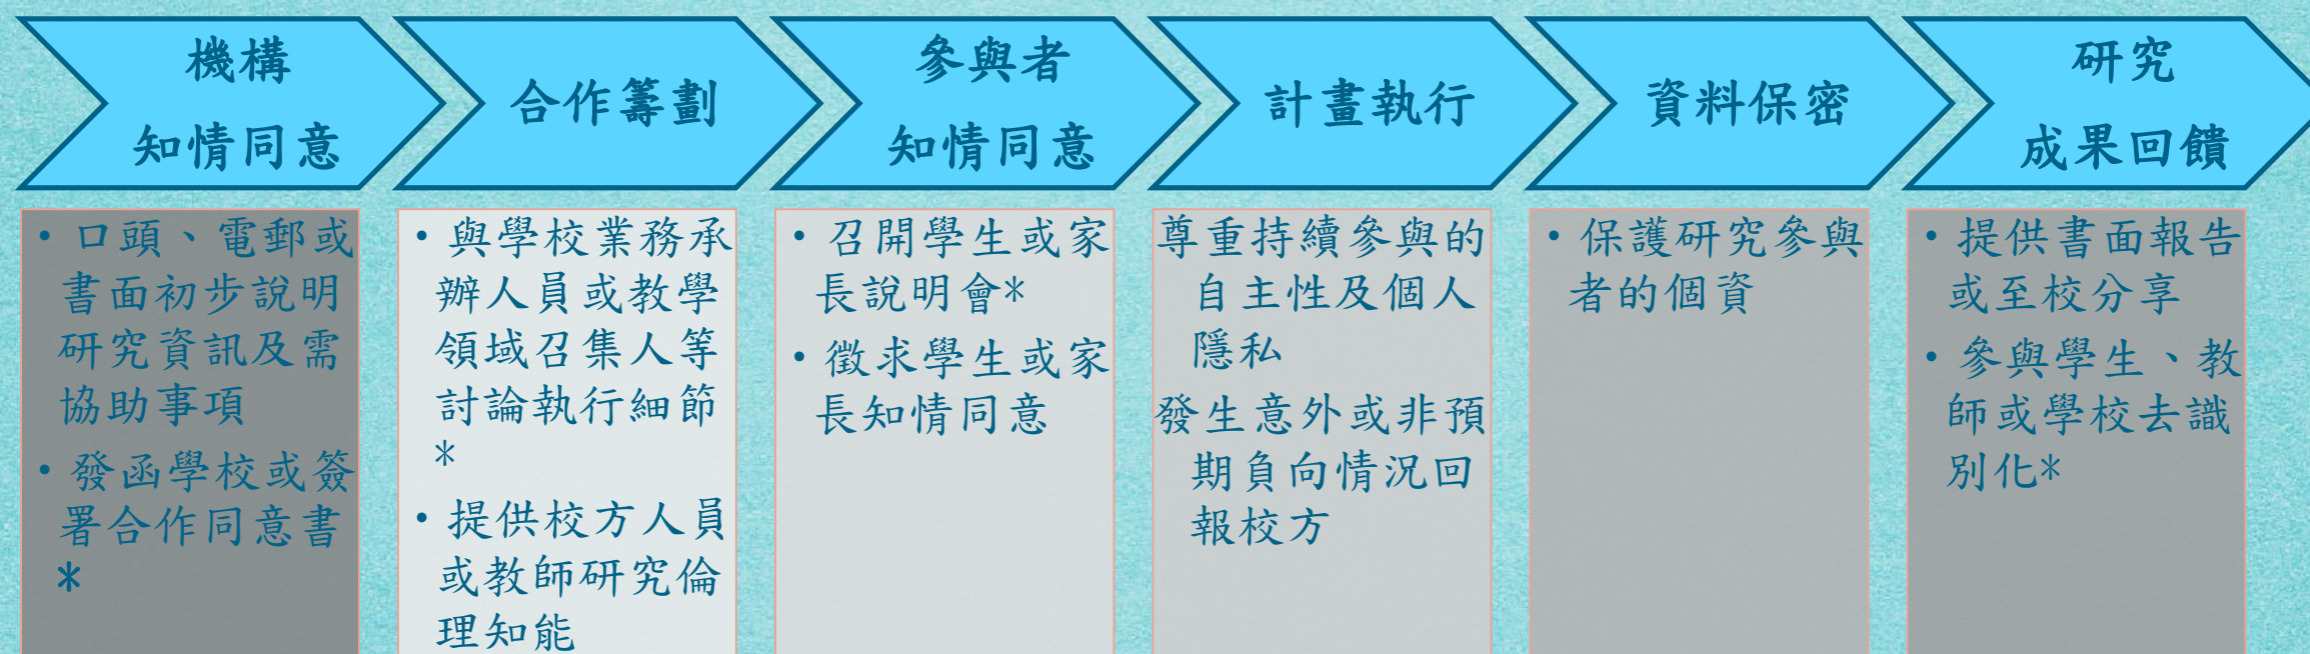 機構
知情同意
合作籌劃
參與者
知情同意
計畫執行
資料保密
研究
成果回饋
• 口頭、電郵或
書面初步說明
研究資訊及需
協助事項
• 發函學校或簽
署合作同意書
*
• 與學校業務承
辦人員或教學
領域召集人等
討論執行細節
*
• 提供校方人員
或教師研究倫
理知能
• 召開學生或家
長說明會*
• 徵求學生或家
長知情同意
尊重持續參與的
自主性及個人
隱私
發生意外或非預
期負向情況回
報校方
• 保護研究參與
者的個資
• 提供書面報告
或至校分享
• 參與學生、教
師或學校去識
別化*